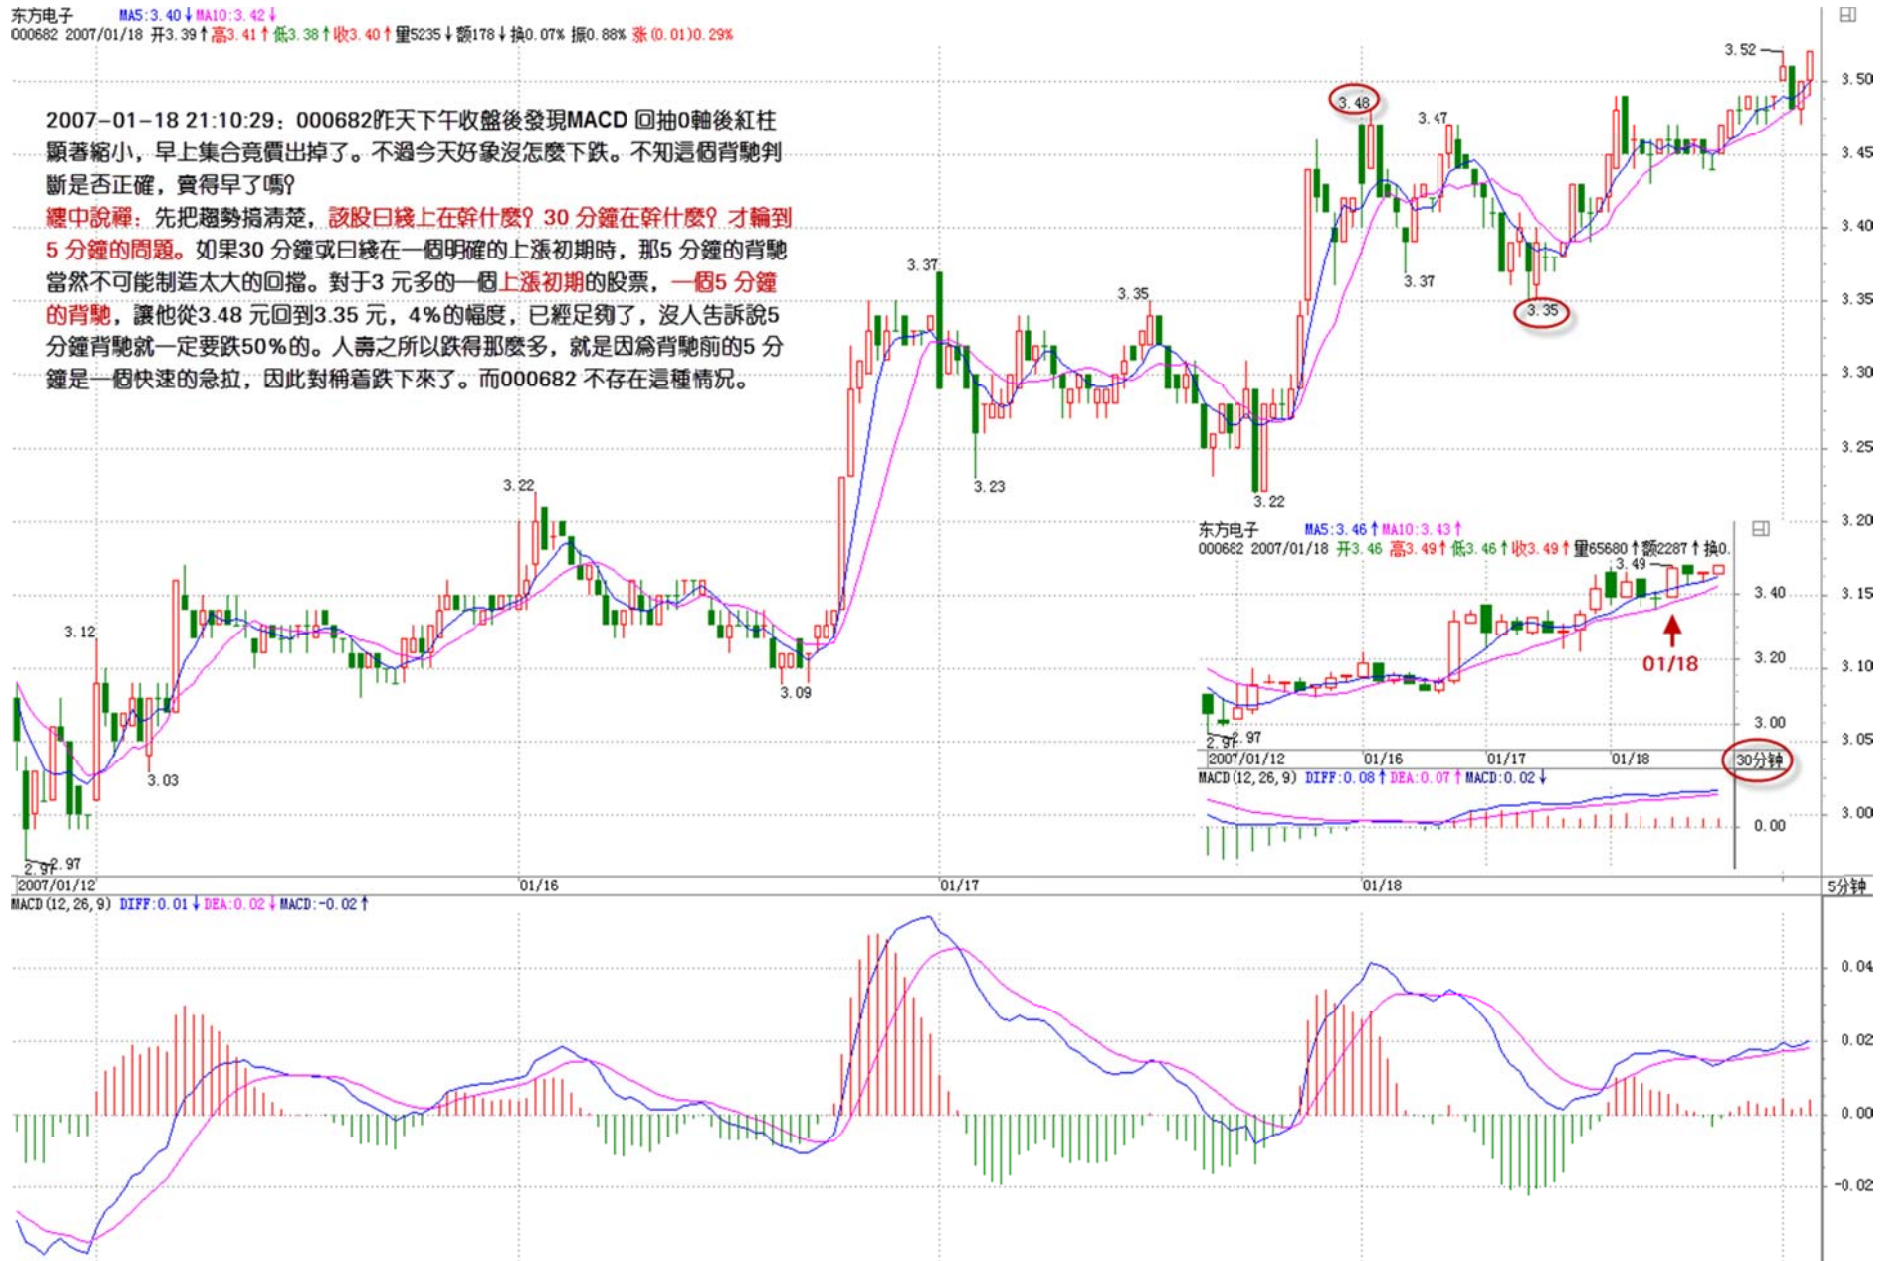 东方电子 MA5:3.40↓MA10:3.42↓
000682 2007/01/18 开3.39↑高3.41↑低3.38↑收3.40↑量5235↓额178↓换0.07% 振0.88% 涨(0.01)0.29%
2007-01-18 21:10:29：000682昨天下午收盤後發現MACD 回抽0軸後紅柱
顯著縮小，早上集合竟價出掉了。不過今天好象沒怎麽下跌。不知這個背馳判
斷是否正確，賣得早了嗎？
纏中說禪：先把趨勢搞清楚，該股日綫上在幹什麽？30 分鐘在幹什麽？才輪到
5 分鐘的問題。如果30 分鐘或日綫在一個明確的上漲初期時，那5 分鐘的背馳
當然不可能制造太大的回擋。對于3 元多的一個上漲初期的股票，一個5 分鐘
的背馳，讓他從3.48 元回到3.35 元，4%的幅度，已經足夠了，沒人告訴說5
分鐘背馳就一定要跌50%的。人壽之所以跌得那麽多，就是因爲背馳前的5 分
鐘是一個快速的急拉，因此對稱着跌下來了。而000682 不存在這種情况。
3.52
3.48
3.47
3.37
3.35
3.37
3.35
3.23
3.22
3.22
3.12
3.09
3.03
2.97
2.97
3.50
3.45
3.40
3.35
3.30
3.25
3.20
3.15
3.10
3.05
3.00
东方电子 MA5:3.46↑MA10:3.43↑
000682 2007/01/18 开3.46 高3.49↑低3.46↑收3.49↑量65680↑额2287↑换0.
3.49
3.40
3.20
3.00
01/18
2.97
2.97
2007/01/12 01/16 01/17 01/18 30分钟
MACD(12,26,9) DIFF:0.08↑DEA:0.07↑MACD:0.02↓
0.00
2007/01/12 01/16 01/17 01/18 5分钟
MACD(12,26,9) DIFF:0.01↓DEA:0.02↓MACD:-0.02↑
0.04
0.02
0.00
-0.02